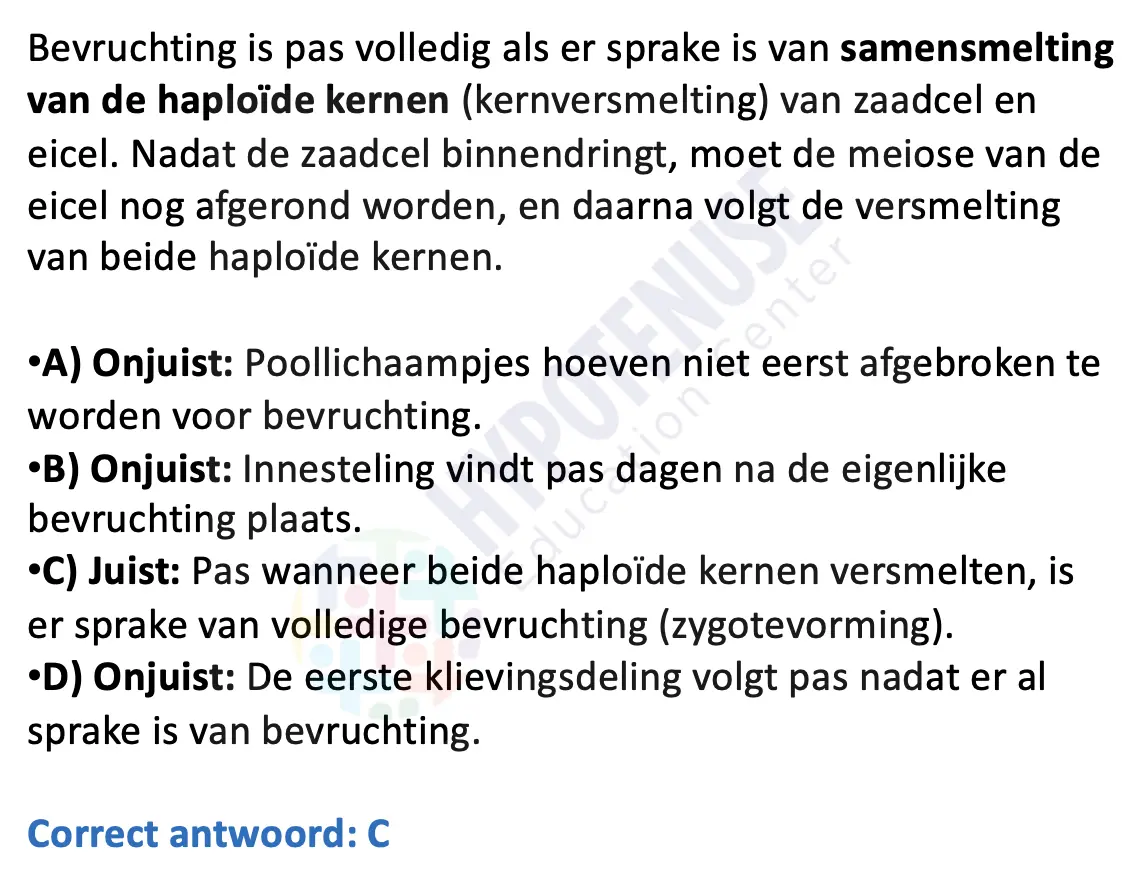 Bevruchting is pas volledig als er sprake is van samensmelting
van de haploïde kernen (kernversmelting) van zaadcel en
eicel. Nadat de zaadcel binnendringt, moet de meiose van de
eicel nog afgerond worden, en daarna volgt de versmelting
van beide haploïde kernen.
•A) Onjuist: Poollichaampjes hoeven niet eerst afgebroken te
worden voor bevruchting.
•B) Onjuist: Innesteling vindt pas dagen na de eigenlijke
bevruchting plaats.
•C) Juist: Pas wanneer beide haploïde kernen versmelten, is
er sprake van volledige bevruchting (zygotevorming).
•D) Onjuist: De eerste klievingsdeling volgt pas nadat er al
sprake is van bevruchting.
Correct antwoord: C
HYPOTENUSE
Education Center